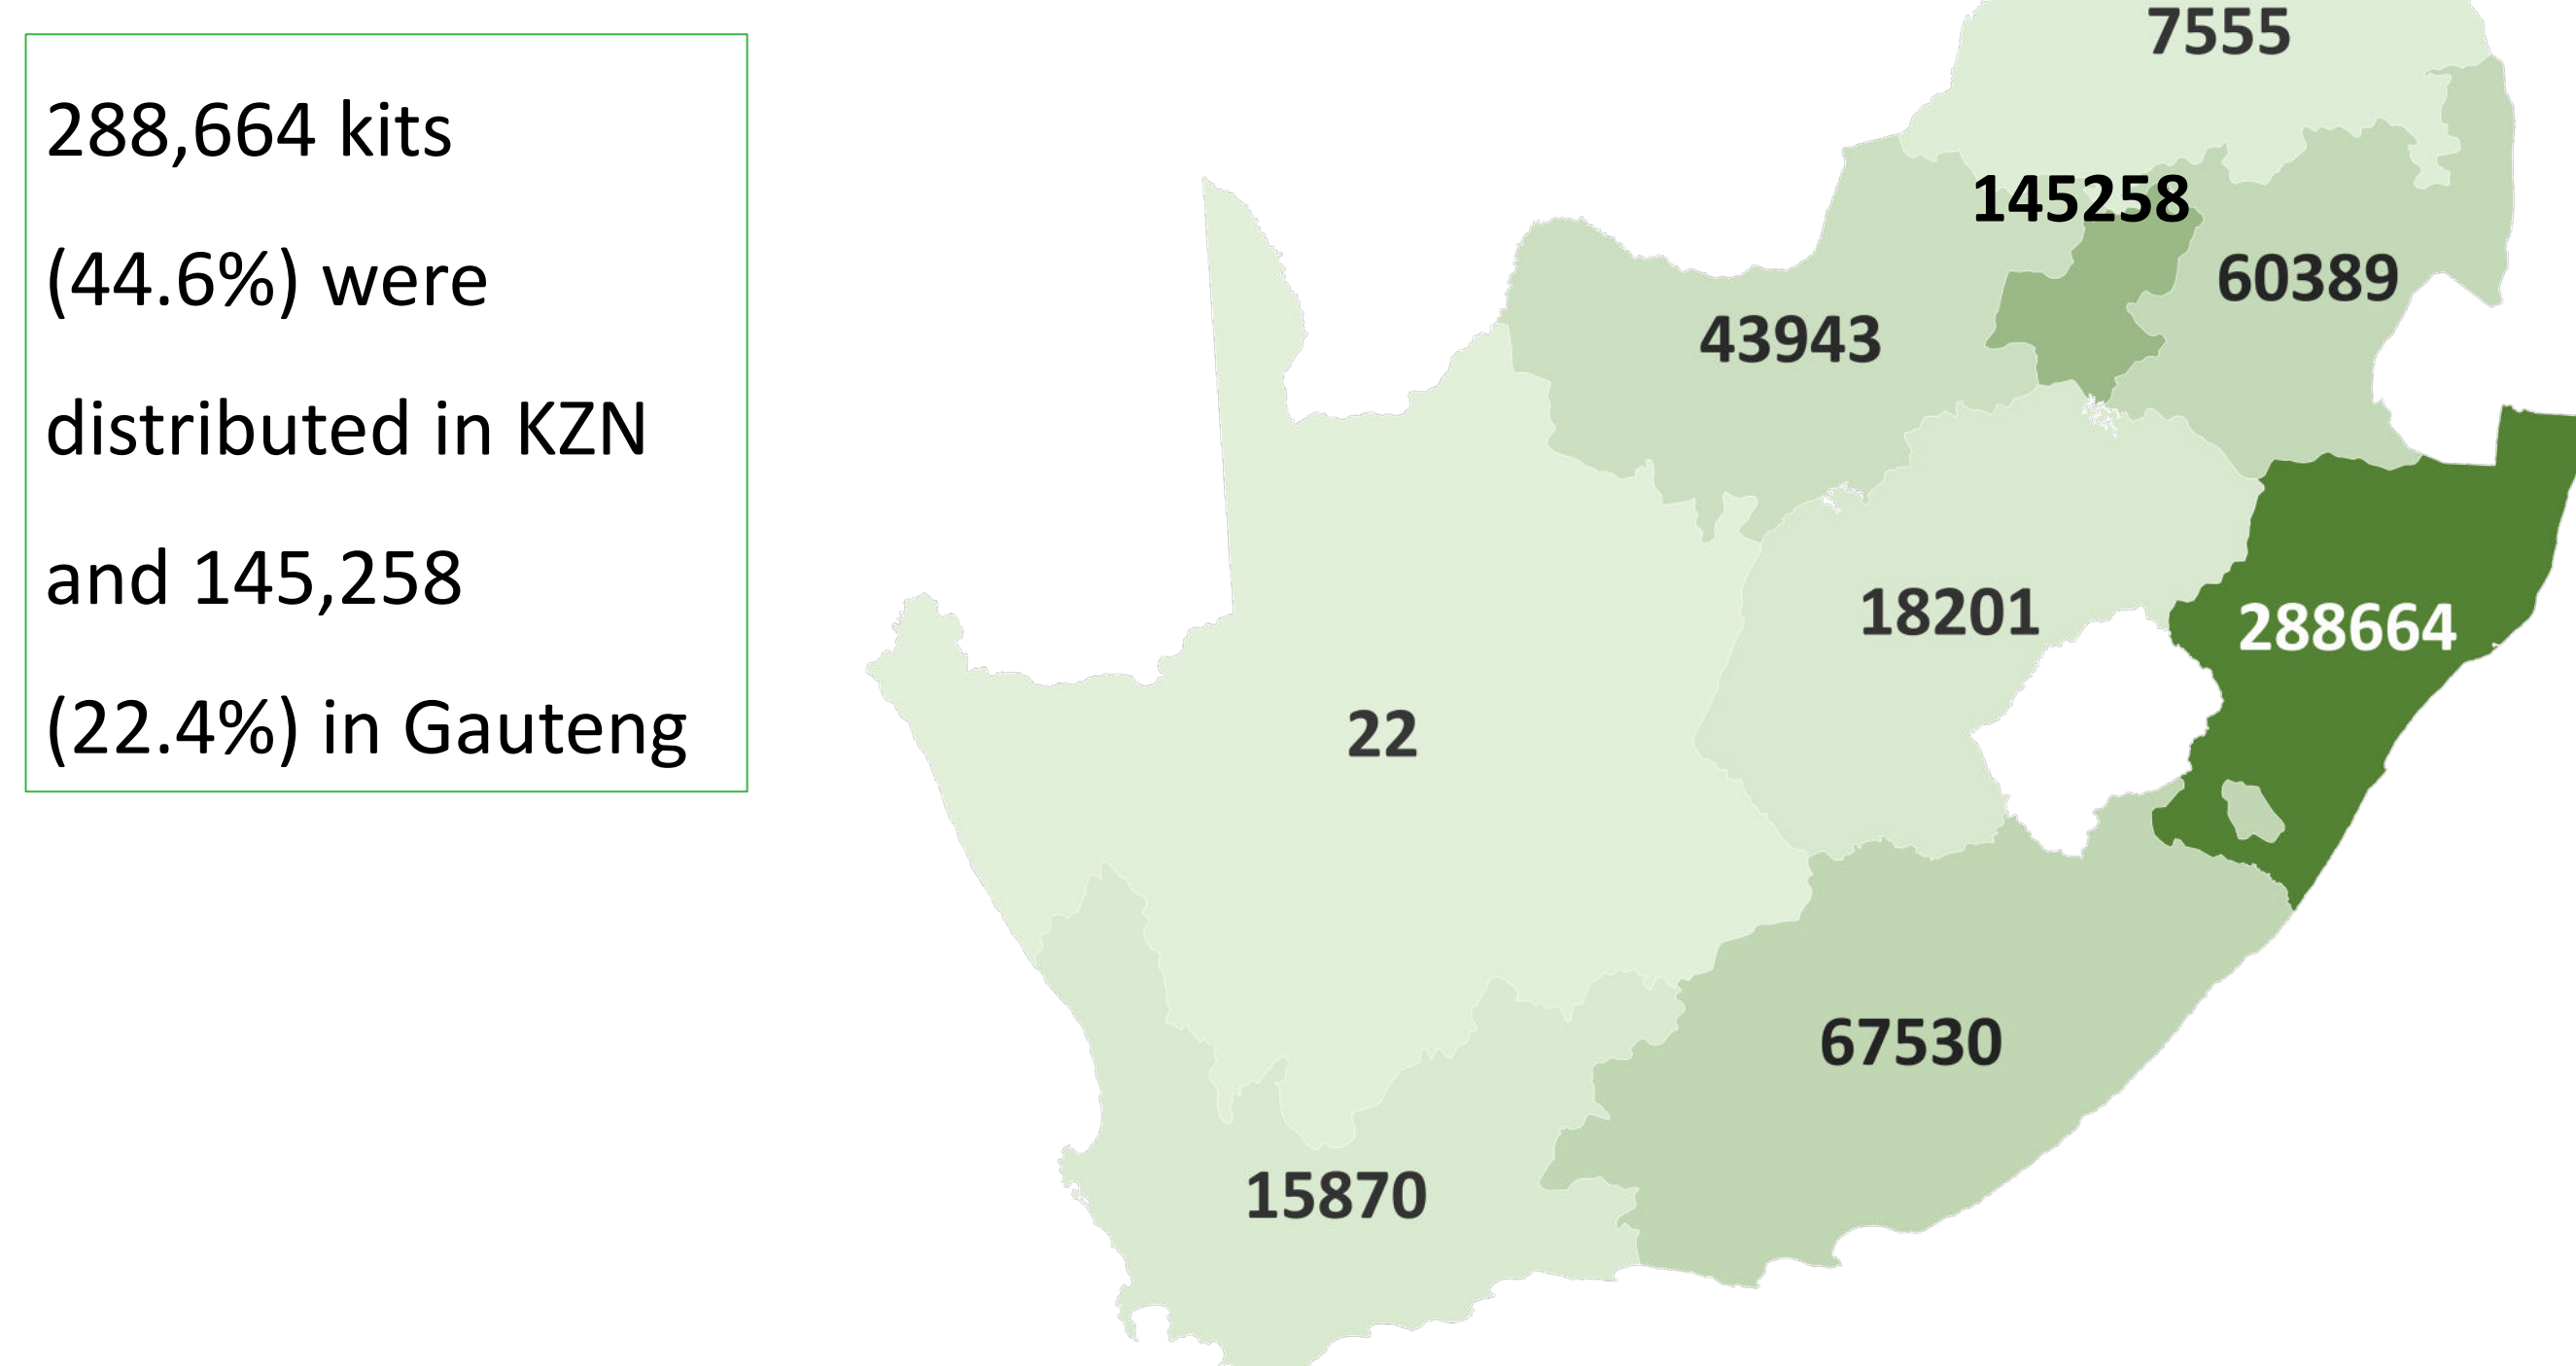 288,664 kits
(44.6%) were
distributed in KZN
and 145,258
(22.4%) in Gauteng
7555
145258
60389
43943
18201
288664
22
67530
15870